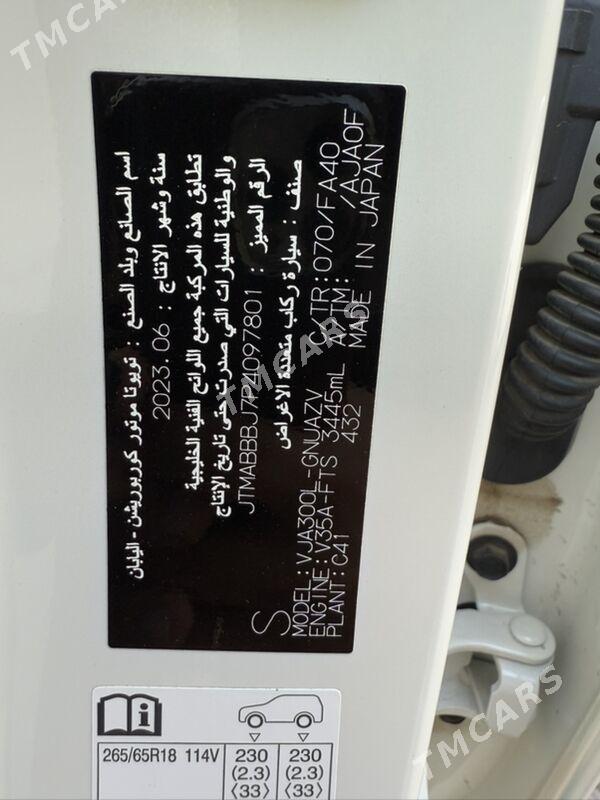 اسم الصانع وبلد الصنع : تويوتا موتور كوربوريشن - اليابان
سنة وشهر الإنتاج: 2023.06
تطابق هذه المركبة جميع اللوائح الفنية الخليجية
والوطنية للسيارات التي صدرت حتى تاريخ الإنتاج
الرقم المميز : JTMABBBJ7P4097801
صنف : سيارة ركاب متعددة الاغراض
S
MODEL:VJA300L-GNUAZV C/TR:070/FA40
ENGINE:V35A-FTS 3445mL A/TM: /AJA0F
PLANT:C41 432 MADE IN JAPAN
265/65R18 114V 230 (2.3) ⟨33⟩ 230 (2.3) ⟨33⟩
TMCARS
TMCARS
TMCARS
TMCARS
TMCARS